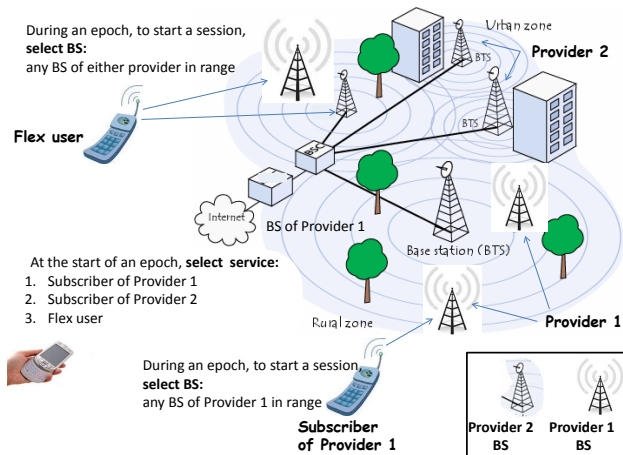 During an epoch, to start a session,
select BS:
any BS of either provider in range
Urban zone
Provider 2
BTS
BTS
Flex user
BSC
Internet
BS of Provider 1
Base station (BTS)
At the start of an epoch, select service:
1. Subscriber of Provider 1
2. Subscriber of Provider 2
3. Flex user
Rural zone
Provider 1
During an epoch, to start a session,
select BS:
any BS of Provider 1 in range
Subscriber
of Provider 1
Provider 2
BS
Provider 1
BS